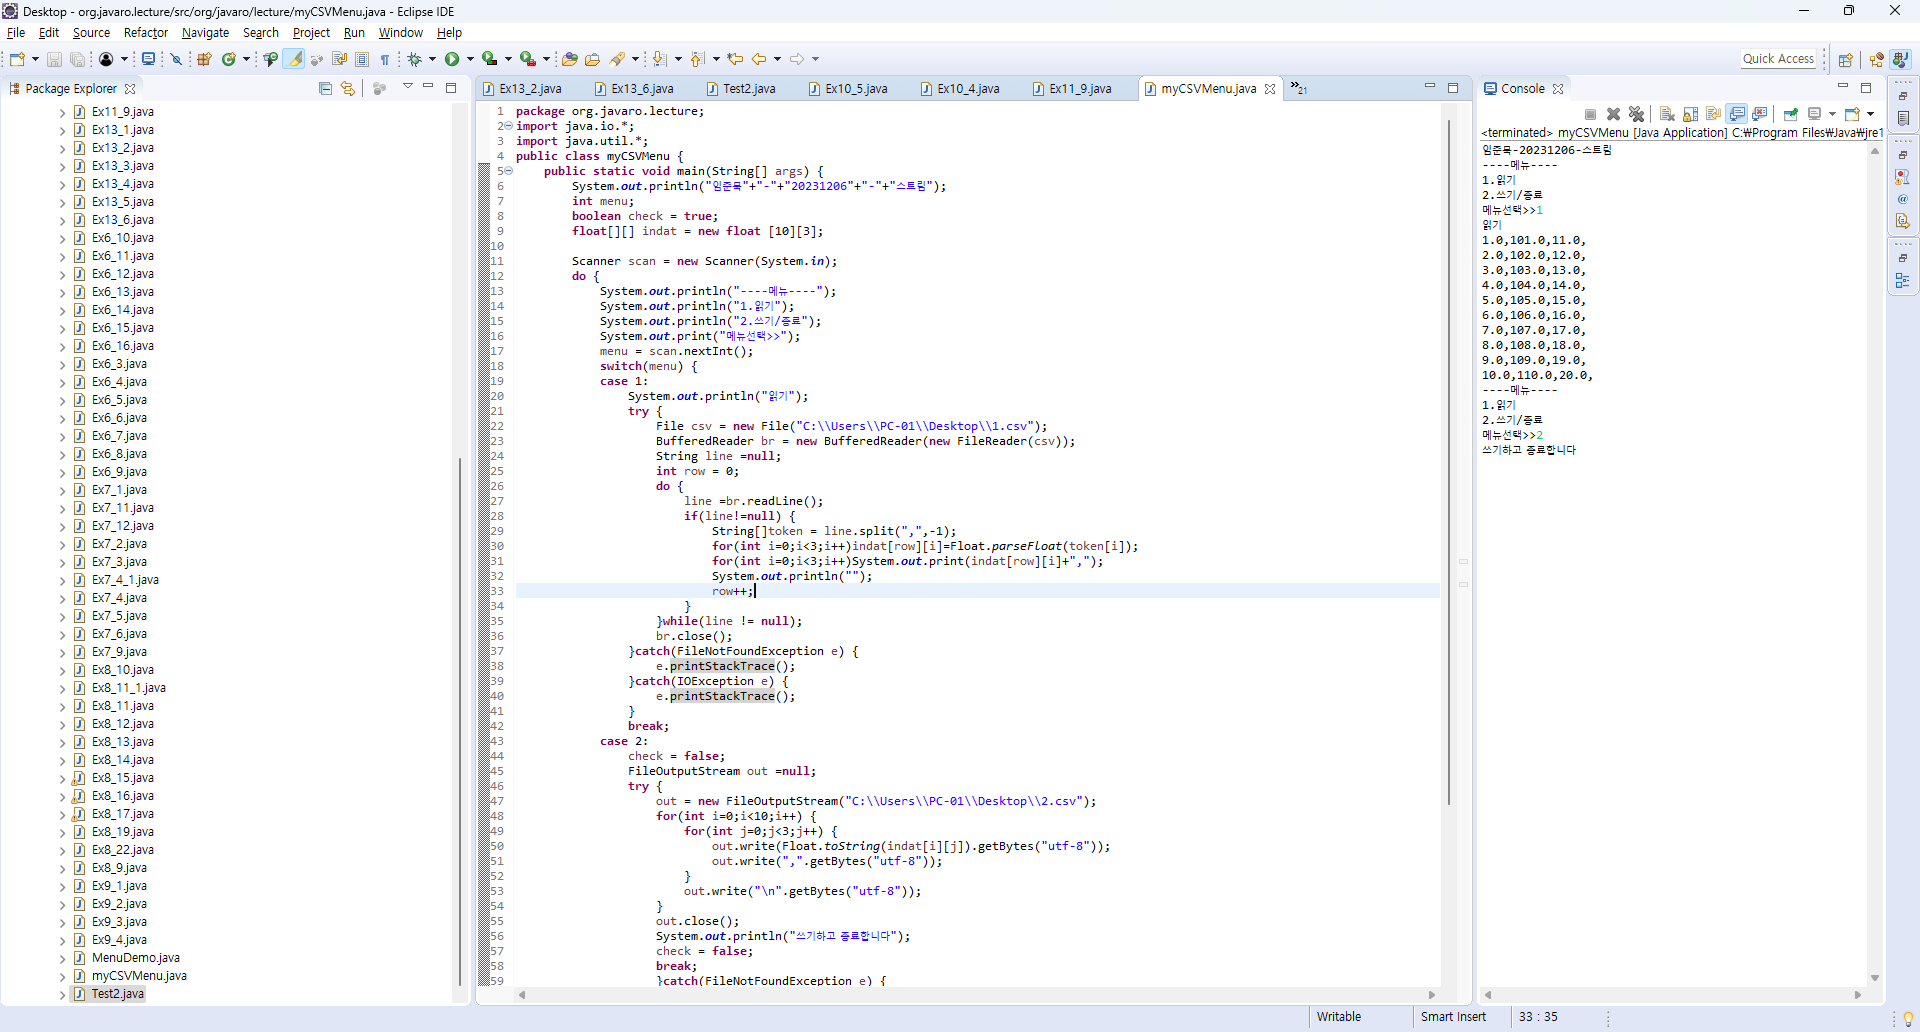 Desktop - org.javaro.lecture/src/org/javaro/lecture/myCSVMenu.java - Eclipse IDE
File Edit Source Refactor Navigate Search Project Run Window Help
Quick Access
Package Explorer
Ex11_9.java
Ex13_1.java
Ex13_2.java
Ex13_3.java
Ex13_4.java
Ex13_5.java
Ex13_6.java
Ex6_10.java
Ex6_11.java
Ex6_12.java
Ex6_13.java
Ex6_14.java
Ex6_15.java
Ex6_16.java
Ex6_3.java
Ex6_4.java
Ex6_5.java
Ex6_6.java
Ex6_7.java
Ex6_8.java
Ex6_9.java
Ex7_1.java
Ex7_11.java
Ex7_12.java
Ex7_2.java
Ex7_3.java
Ex7_4_1.java
Ex7_4.java
Ex7_5.java
Ex7_6.java
Ex7_9.java
Ex8_10.java
Ex8_11_1.java
Ex8_11.java
Ex8_12.java
Ex8_13.java
Ex8_14.java
Ex8_15.java
Ex8_16.java
Ex8_17.java
Ex8_19.java
Ex8_22.java
Ex8_9.java
Ex9_1.java
Ex9_2.java
Ex9_3.java
Ex9_4.java
MenuDemo.java
myCSVMenu.java
Test2.java
Ex13_2.java Ex13_6.java Test2.java Ex10_5.java Ex10_4.java Ex11_9.java myCSVMenu.java »21
1 package org.javaro.lecture;
2 import java.io.*;
3 import java.util.*;
4 public class myCSVMenu {
5 public static void main(String[] args) {
6 System.out.println("임준목"+"-"+"20231206"+"-"+"스트림");
7 int menu;
8 boolean check = true;
9 float[][] indat = new float [10][3];
10
11 Scanner scan = new Scanner(System.in);
12 do {
13 System.out.println("----메뉴----");
14 System.out.println("1.읽기");
15 System.out.println("2.쓰기/종료");
16 System.out.print("메뉴선택>>");
17 menu = scan.nextInt();
18 switch(menu) {
19 case 1:
20 System.out.println("읽기");
21 try {
22 File csv = new File("C:\\Users\\PC-01\\Desktop\\1.csv");
23 BufferedReader br = new BufferedReader(new FileReader(csv));
24 String line =null;
25 int row = 0;
26 do {
27 line =br.readLine();
28 if(line!=null) {
29 String[]token = line.split(",",-1);
30 for(int i=0;i<3;i++)indat[row][i]=Float.parseFloat(token[i]);
31 for(int i=0;i<3;i++)System.out.print(indat[row][i]+",");
32 System.out.println("");
33 row++;
34 }
35 }while(line != null);
36 br.close();
37 }catch(FileNotFoundException e) {
38 e.printStackTrace();
39 }catch(IOException e) {
40 e.printStackTrace();
41 }
42 break;
43 case 2:
44 check = false;
45 FileOutputStream out =null;
46 try {
47 out = new FileOutputStream("C:\\Users\\PC-01\\Desktop\\2.csv");
48 for(int i=0;i<10;i++) {
49 for(int j=0;j<3;j++) {
50 out.write(Float.toString(indat[i][j]).getBytes("utf-8"));
51 out.write(",".getBytes("utf-8"));
52 }
53 out.write("\n".getBytes("utf-8"));
54 }
55 out.close();
56 System.out.println("쓰기하고 종료합니다");
57 check = false;
58 break;
59 }catch(FileNotFoundException e) {
Console
<terminated> myCSVMenu [Java Application] C:₩Program Files₩Java₩jre1
임준목-20231206-스트림
----메뉴----
1.읽기
2.쓰기/종료
메뉴선택>>1
읽기
1.0,101.0,11.0,
2.0,102.0,12.0,
3.0,103.0,13.0,
4.0,104.0,14.0,
5.0,105.0,15.0,
6.0,106.0,16.0,
7.0,107.0,17.0,
8.0,108.0,18.0,
9.0,109.0,19.0,
10.0,110.0,20.0,
----메뉴----
1.읽기
2.쓰기/종료
메뉴선택>>2
쓰기하고 종료합니다
Writable Smart Insert 33 : 35